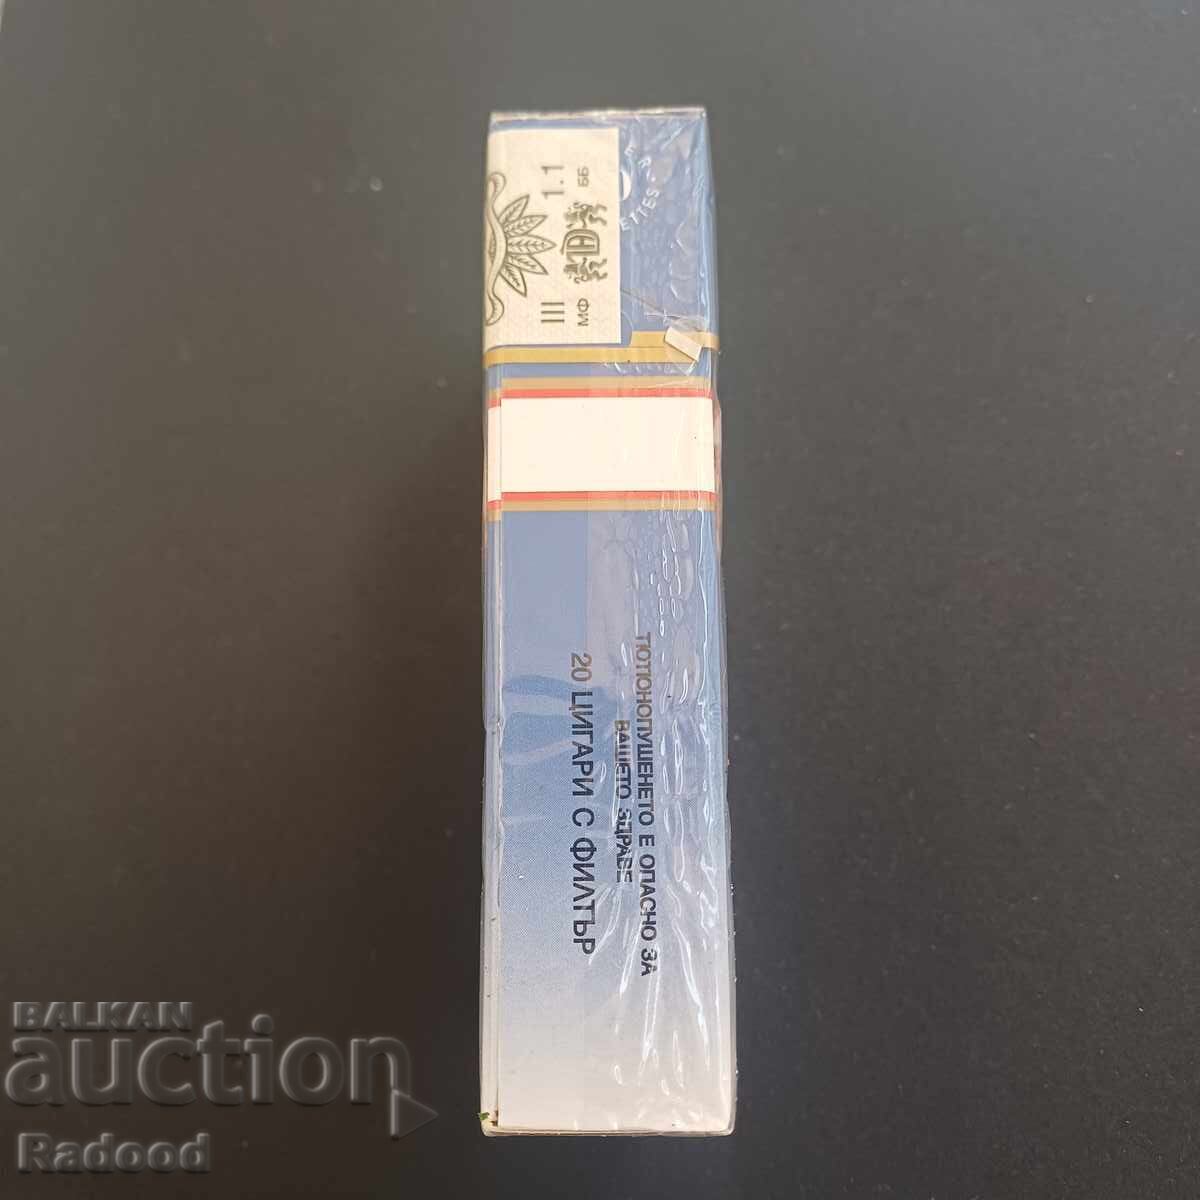 III 1.1
МФ ББ
ETTES
ТЮТЮНОПУШЕНЕТО Е ОПАСНО ЗА
ВАШЕТО ЗДРАВЕ
20 ЦИГАРИ С ФИЛТЪР
BALKAN
auction
Radood